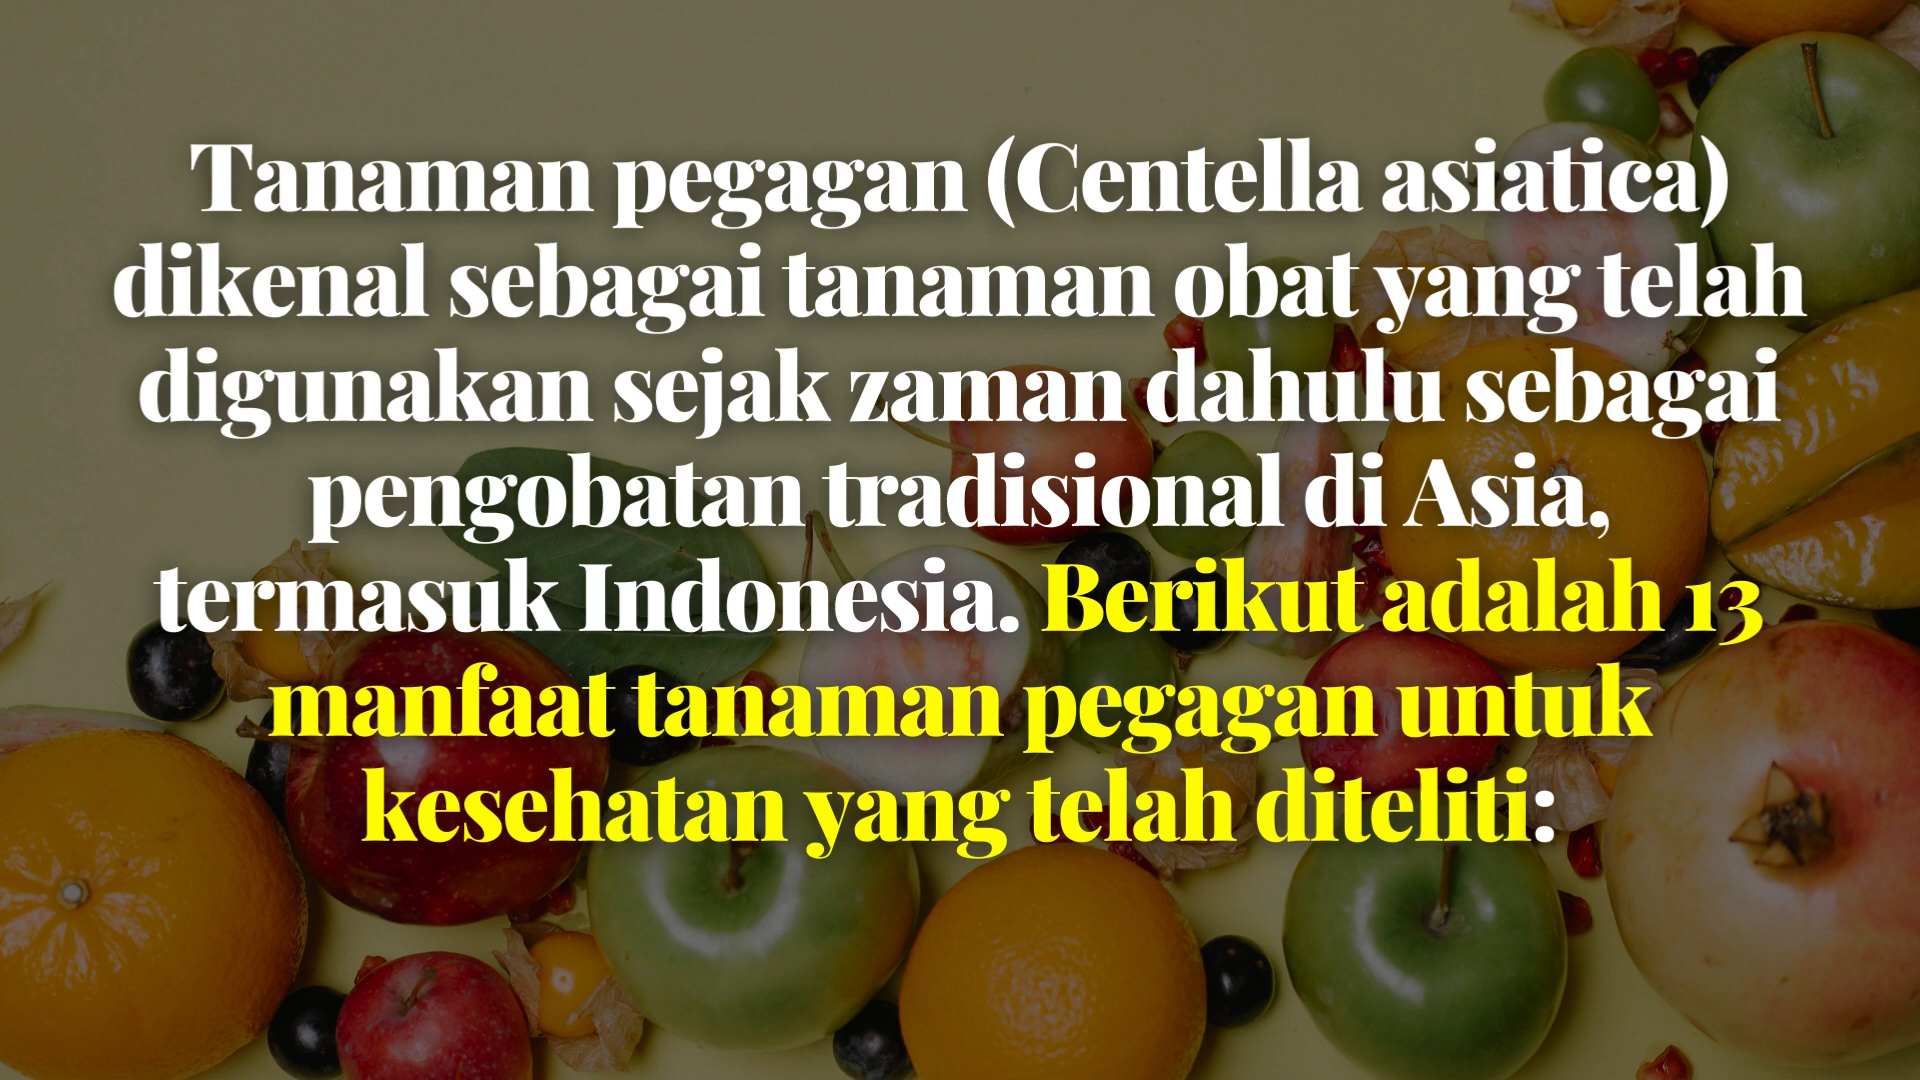 Tanaman pegagan (Centella asiatica)
dikenal sebagai tanaman obat yang telah
digunakan sejak zaman dahulu sebagai
pengobatan tradisional di Asia,
termasuk Indonesia. Berikut adalah 13
manfaat tanaman pegagan untuk
kesehatan yang telah diteliti: